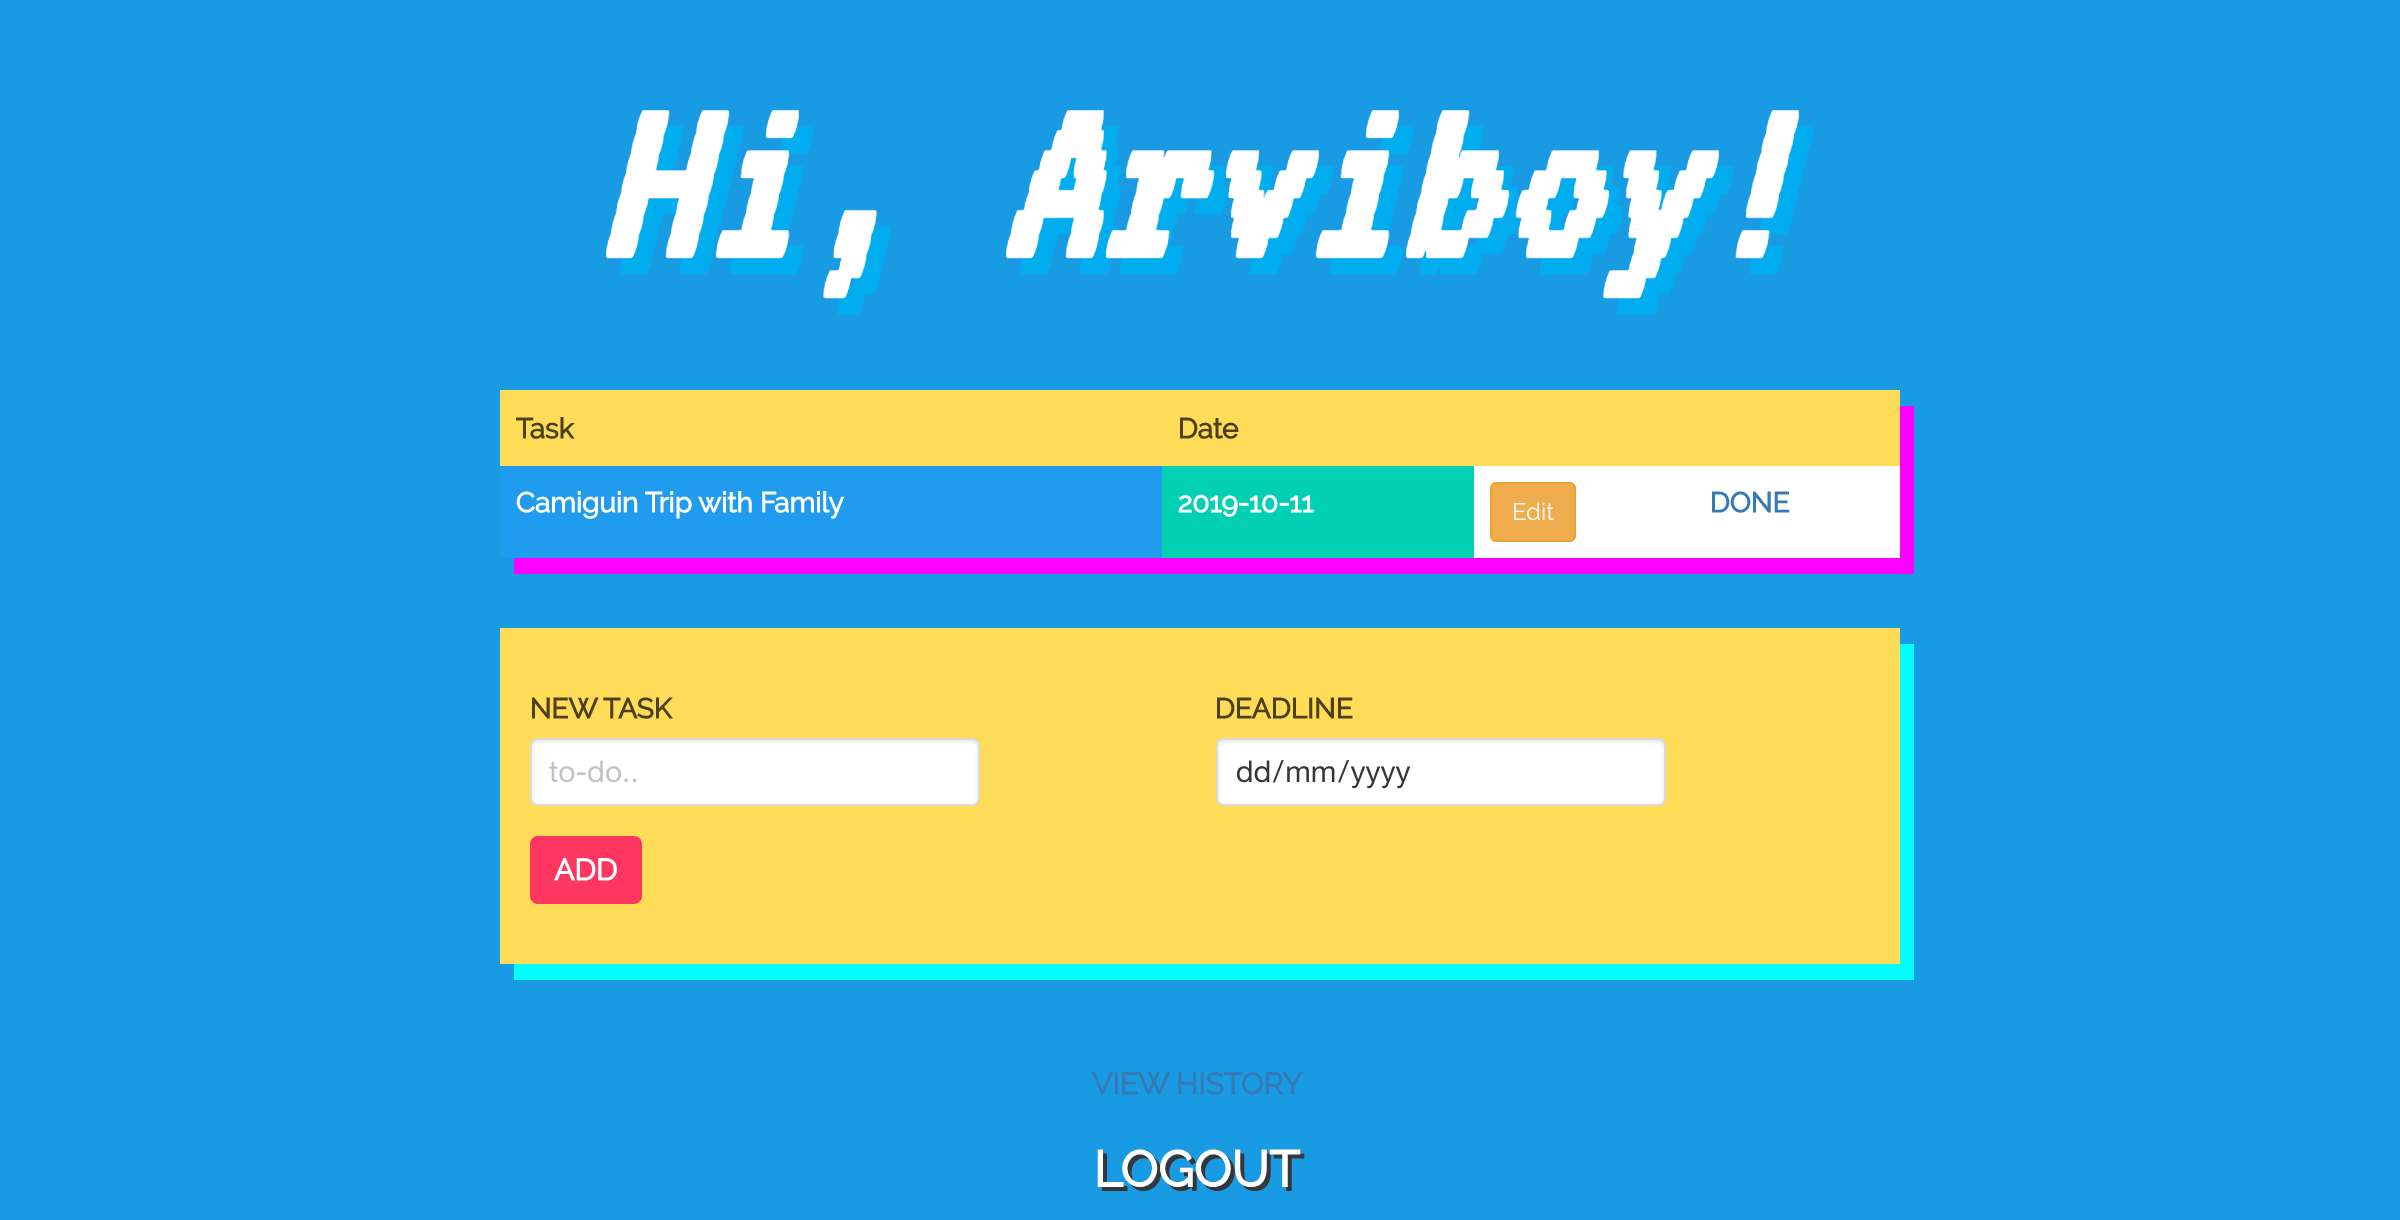 Hi, Arviboy!
Task Date
Camiguin Trip with Family 2019-10-11 Edit DONE
NEW TASK DEADLINE
to-do.. dd/mm/yyyy
ADD
VIEW HISTORY
LOGOUT